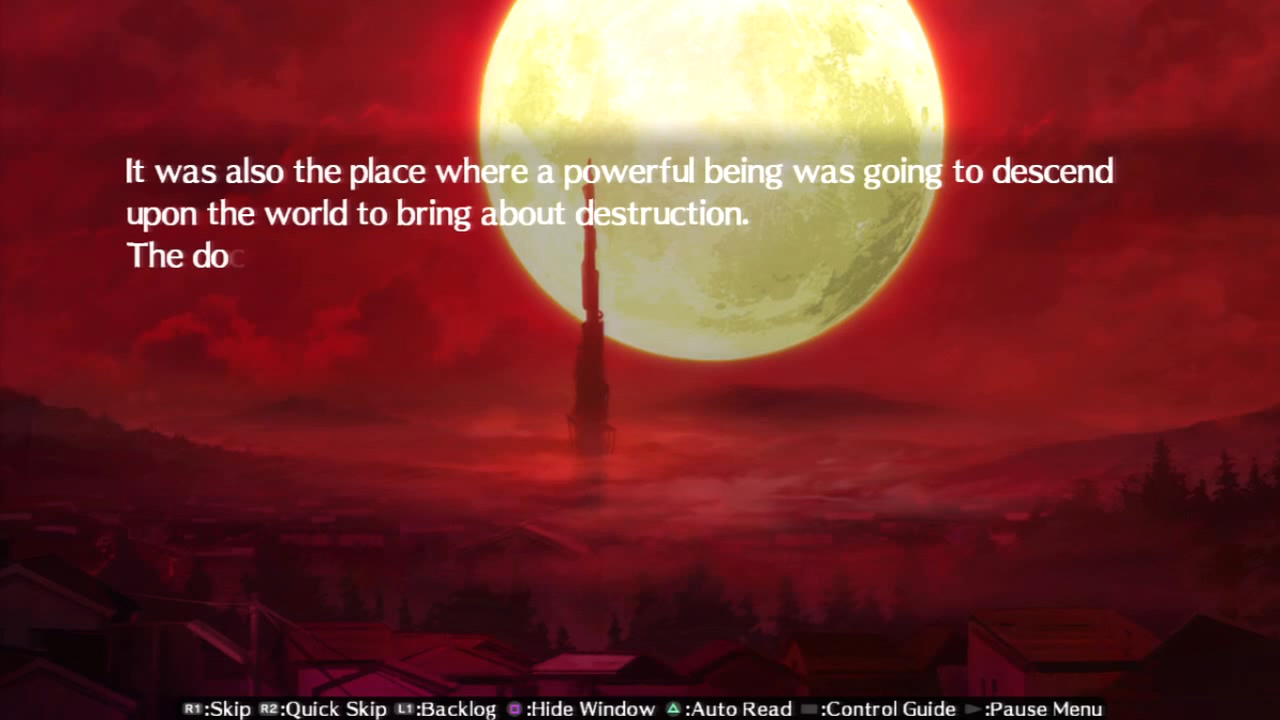 It was also the place where a powerful being was going to descend
upon the world to bring about destruction.
The doc
R1:Skip R2:Quick Skip L1:Backlog :Hide Window :Auto Read :Control Guide :Pause Menu